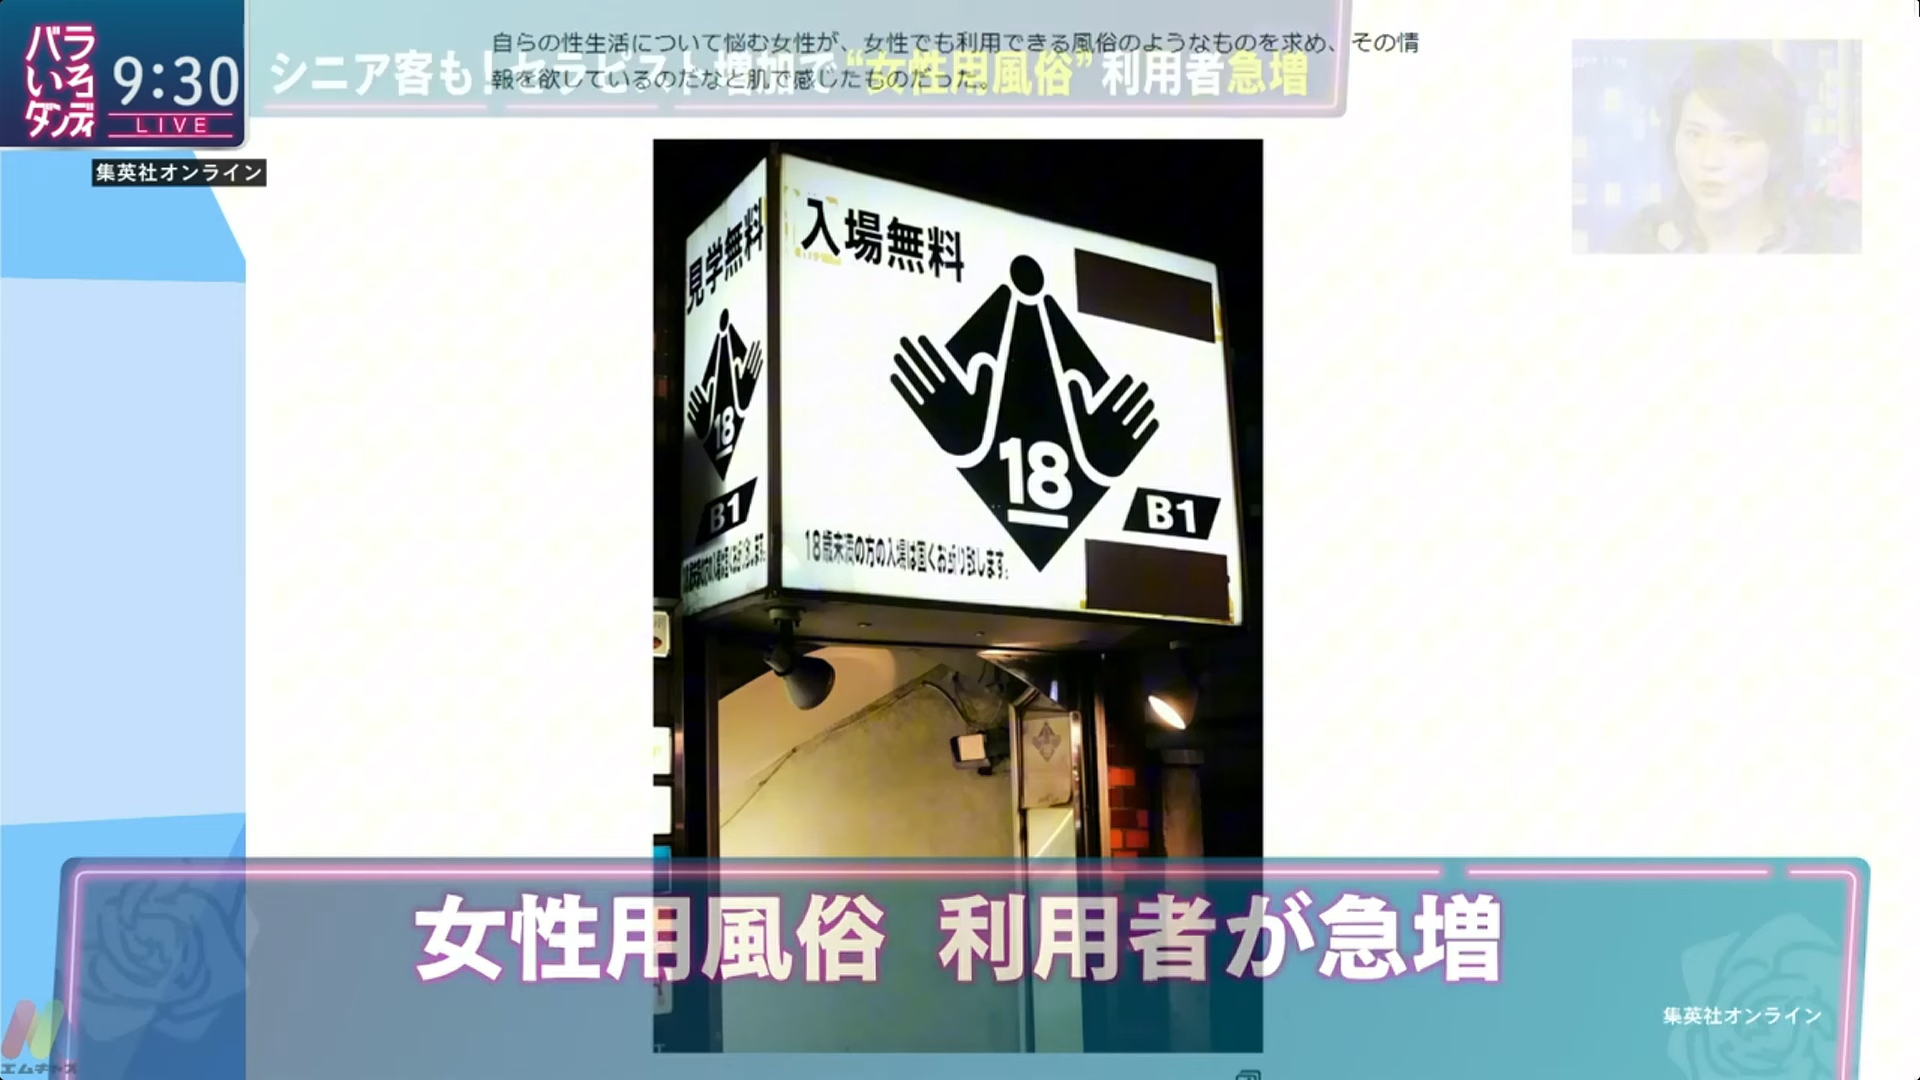 バラいろダンディ
9:30
LIVE
自らの性生活について悩む女性が、女性でも利用できる風俗のようなものを求め、その情
報を欲しているのだなと肌で感じたものだった。
シニア客も！セラピスト増加で“女性用風俗”利用者急増
集英社オンライン
見学無料
18
B1
入場無料
18
B1
18歳未満の方の入場は固くお断り致します。
女性用風俗 利用者が急増
集英社オンライン
エムキャス